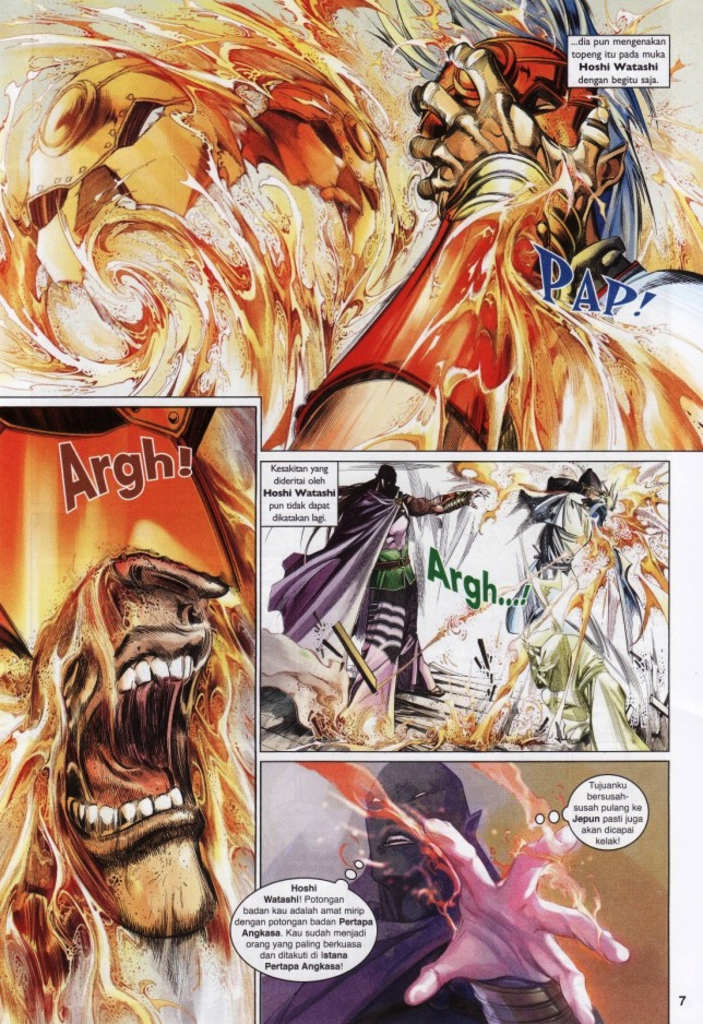 ...dia pun mengenakan
topeng itu pada muka
Hoshi Watashi
dengan begitu saja.
PAP!
Argh!
Kesakitan yang
dideritai oleh
Hoshi Watashi
pun tidak dapat
dikatakan lagi.
Argh...!
Tujuanku
bersusah-
susah pulang ke
Jepun pasti juga
akan dicapai
kelak!
Hoshi
Watashi! Potongan
badan kau adalah amat mirip
dengan potongan badan Pertapa
Angkasa. Kau sudah menjadi
orang yang paling berkuasa
dan ditakuti di Istana
Pertapa Angkasa!
7